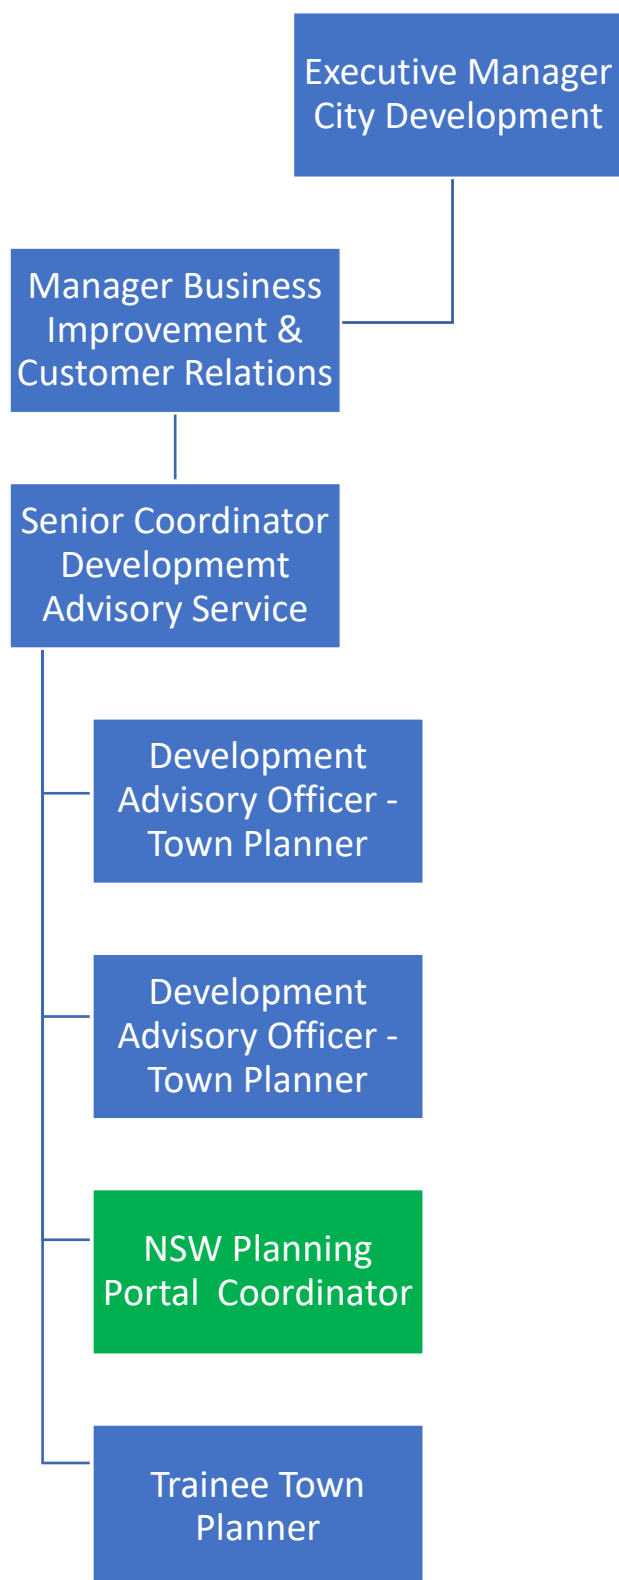 Executive Manager
City Development
Manager Business
Improvement &
Customer Relations
Senior Coordinator
Developmemt
Advisory Service
Development
Advisory Officer -
Town Planner
Development
Advisory Officer -
Town Planner
NSW Planning
Portal  Coordinator
Trainee Town
Planner